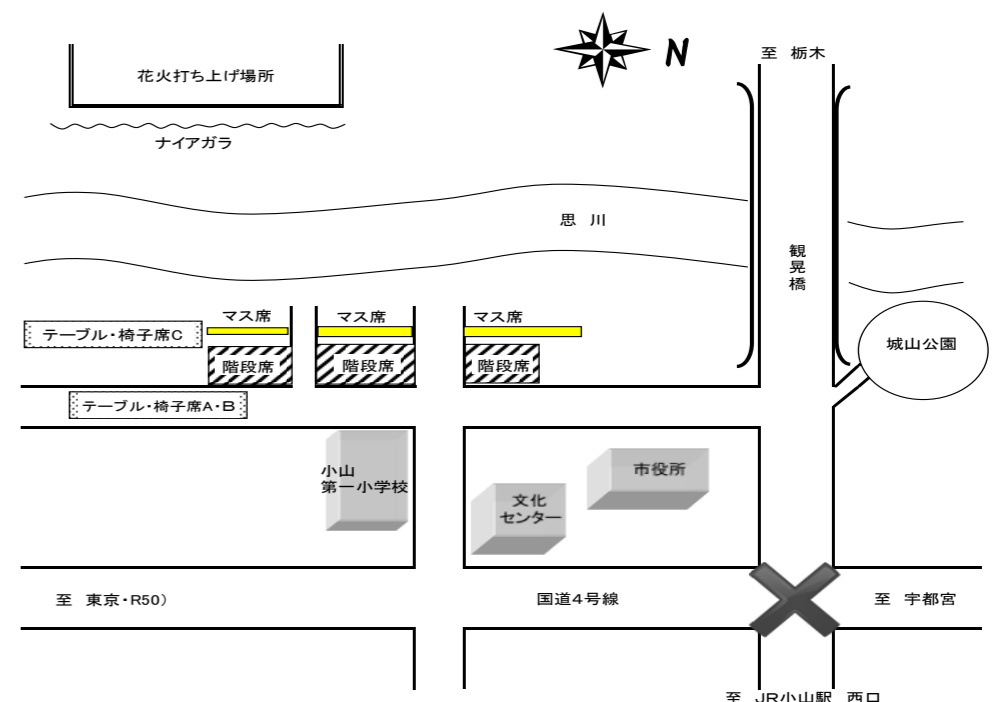 N
至 栃木
花火打ち上げ場所
ナイアガラ
思 川
観晃橋
マス席
マス席
マス席
テーブル・椅子席C
階段席
階段席
階段席
城山公園
テーブル・椅子席A・B
小山
第一小学校
市役所
文化
センター
至 東京・R50)
国道4号線
至 宇都宮
至 JR小山駅 西口